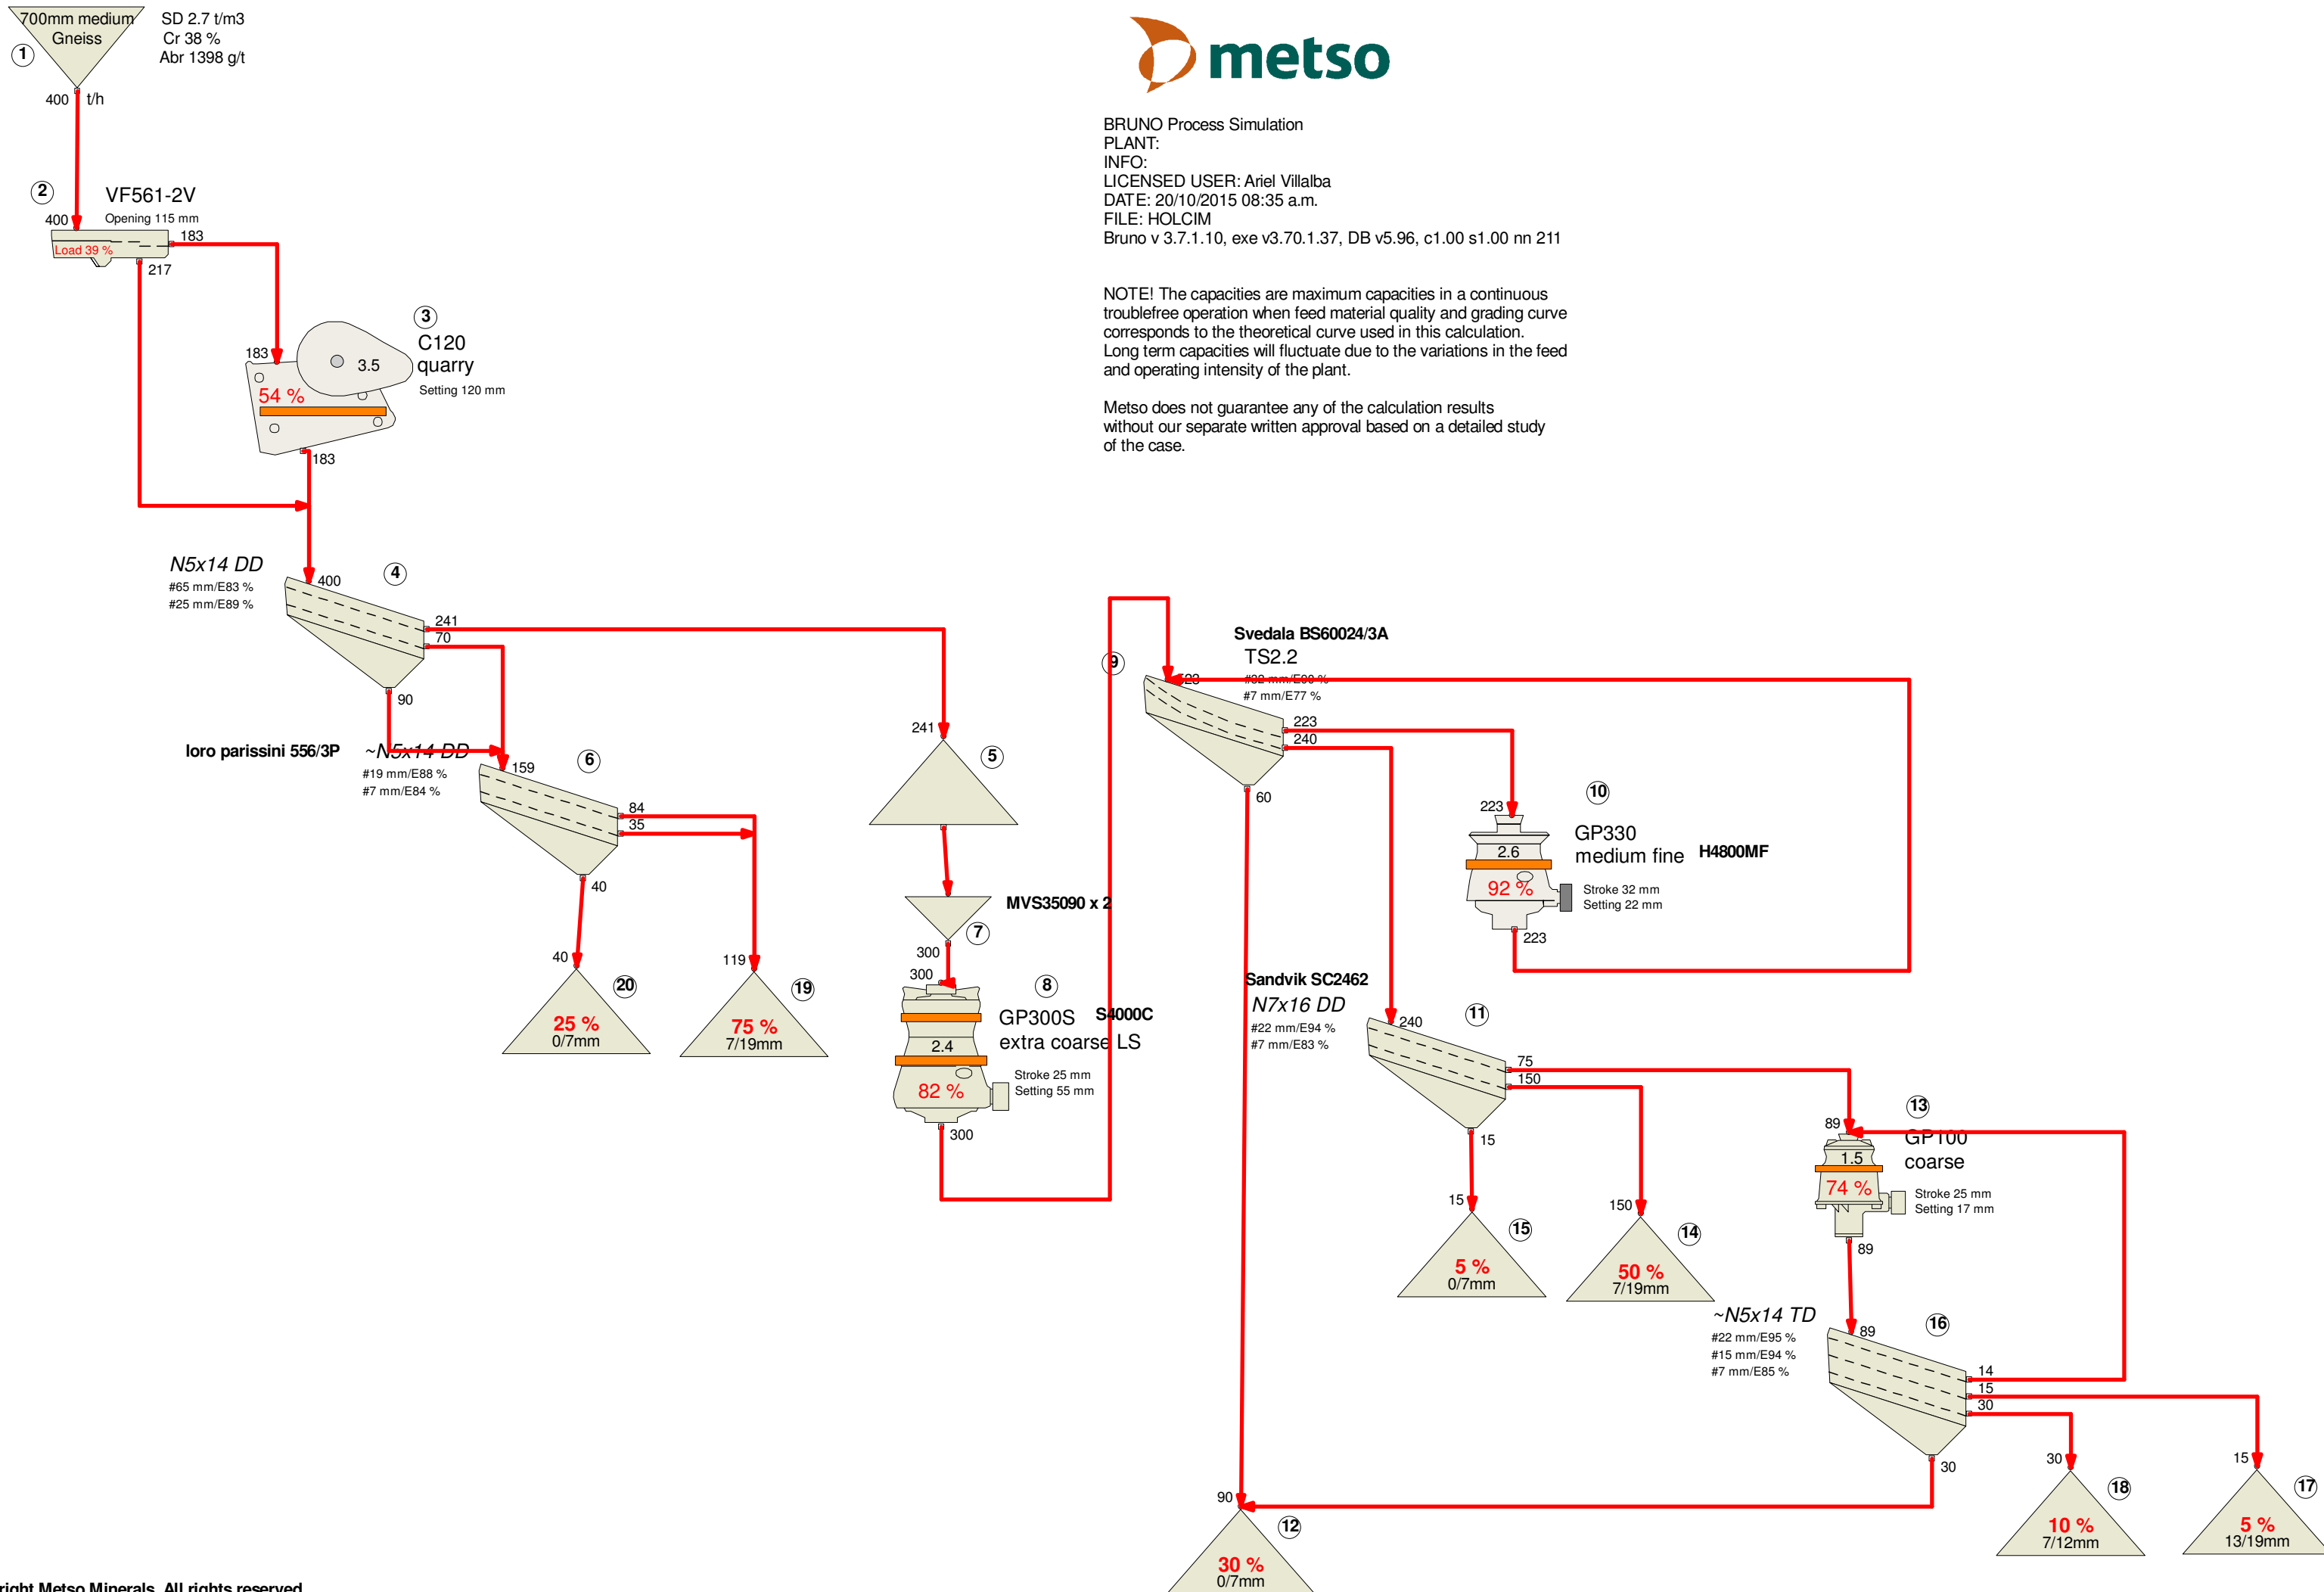 700mm medium
Gneiss
SD 2.7 t/m3
Cr 38 %
Abr 1398 g/t
1
400 t/h
metso
BRUNO Process Simulation
PLANT:
INFO:
LICENSED USER: Ariel Villalba
DATE: 20/10/2015 08:35 a.m.
FILE: HOLCIM
Bruno v 3.7.1.10, exe v3.70.1.37, DB v5.96, c1.00 s1.00 nn 211
NOTE! The capacities are maximum capacities in a continuous
troublefree operation when feed material quality and grading curve
corresponds to the theoretical curve used in this calculation.
Long term capacities will fluctuate due to the variations in the feed
and operating intensity of the plant.
Metso does not guarantee any of the calculation results
without our separate written approval based on a detailed study
of the case.
2
VF561-2V
Opening 115 mm
400
183
Load 39 %
217
3
C120
quarry
Setting 120 mm
183
3.5
54 %
183
N5x14 DD
#65 mm/E83 %
#25 mm/E89 %
4
400
241
70
90
loro parissini 556/3P
~N5x14 DD
#19 mm/E88 %
#7 mm/E84 %
6
159
84
35
40
40
20
25 %
0/7mm
119
19
75 %
7/19mm
241
5
MVS35090 x 2
7
300
300
8
GP300S
S4000C
extra coarse LS
2.4
Stroke 25 mm
Setting 55 mm
82 %
300
9
Svedala BS60024/3A
TS2.2
#7 mm/E77 %
223
240
60
10
223
GP330
medium fine
H4800MF
2.6
92 %
Stroke 32 mm
Setting 22 mm
223
Sandvik SC2462
N7x16 DD
#22 mm/E94 %
#7 mm/E83 %
11
240
75
150
15
15
15
5 %
0/7mm
150
14
50 %
7/19mm
13
89
GP100
coarse
1.5
74 %
Stroke 25 mm
Setting 17 mm
89
~N5x14 TD
#22 mm/E95 %
#15 mm/E94 %
#7 mm/E85 %
16
89
14
15
30
30
30
18
10 %
7/12mm
15
17
5 %
13/19mm
90
12
30 %
0/7mm
right Metso Minerals. All rights reserved